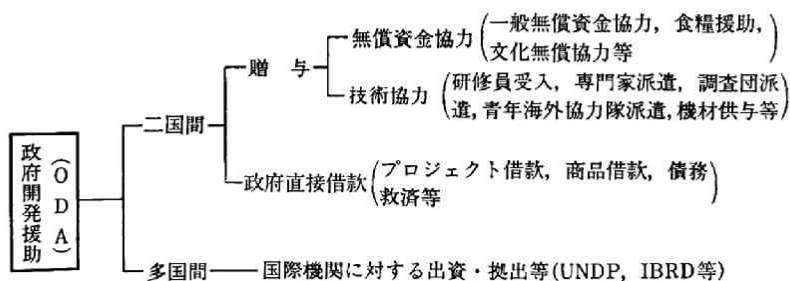 政府開発援助
(ODA)
二国間
贈 与
無償資金協力(一般無償資金協力,食糧援助,
文化無償協力等)
技術協力(研修員受入,専門家派遣,調査団派
遣,青年海外協力隊派遣,機材供与等)
政府直接借款(プロジェクト借款,商品借款,債務
救済等)
多国間
国際機関に対する出資・拠出等(UNDP,IBRD等)